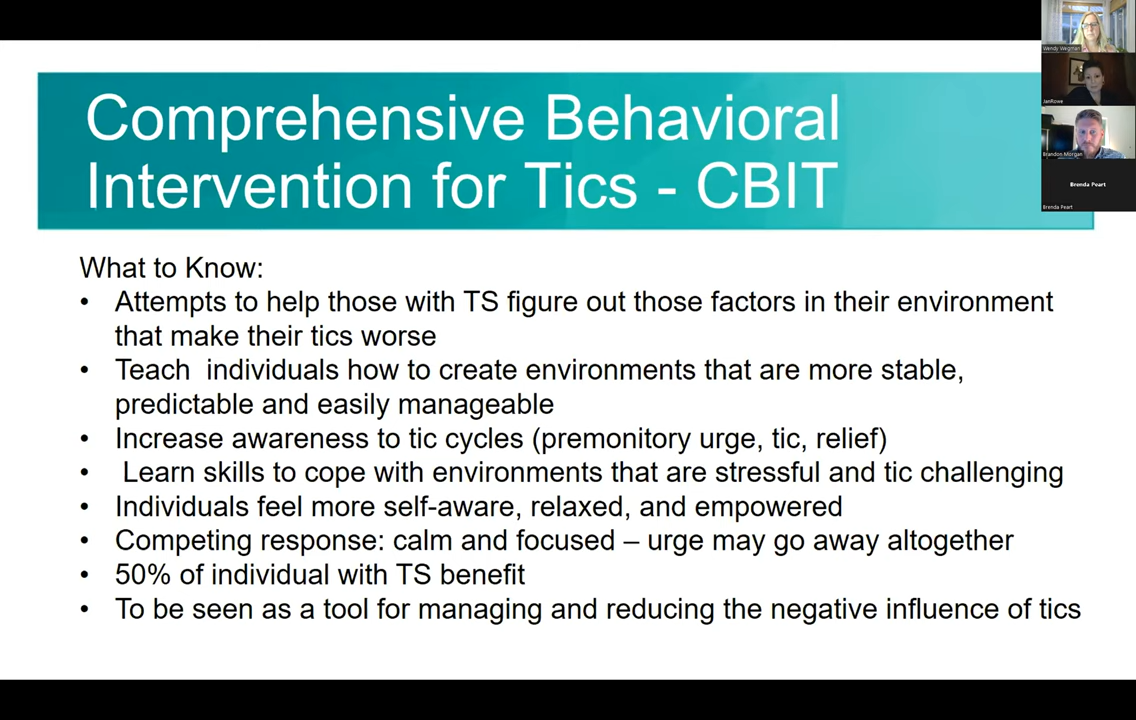 Comprehensive Behavioral
Intervention for Tics - CBIT
What to Know:
• Attempts to help those with TS figure out those factors in their environment
that make their tics worse
• Teach  individuals how to create environments that are more stable,
predictable and easily manageable
• Increase awareness to tic cycles (premonitory urge, tic, relief)
•  Learn skills to cope with environments that are stressful and tic challenging
• Individuals feel more self-aware, relaxed, and empowered
• Competing response: calm and focused – urge may go away altogether
• 50% of individual with TS benefit
• To be seen as a tool for managing and reducing the negative influence of tics
Wendy Wegman
JanRowe
Brandon Morgan
Brenda Peart
Brenda Peart